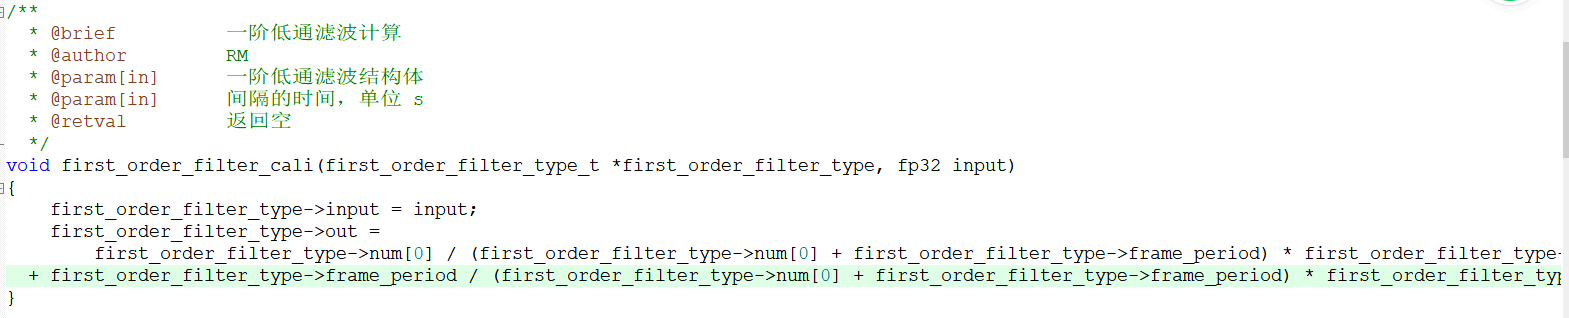 /**
  * @brief          一阶低通滤波计算
  * @author         RM
  * @param[in]      一阶低通滤波结构体
  * @param[in]      间隔的时间，单位 s
  * @retval         返回空
  */
void first_order_filter_cali(first_order_filter_type_t *first_order_filter_type, fp32 input)
{
    first_order_filter_type->input = input;
    first_order_filter_type->out =
        first_order_filter_type->num[0] / (first_order_filter_type->num[0] + first_order_filter_type->frame_period) * first_order_filter_type-
  + first_order_filter_type->frame_period / (first_order_filter_type->num[0] + first_order_filter_type->frame_period) * first_order_filter_typ
}